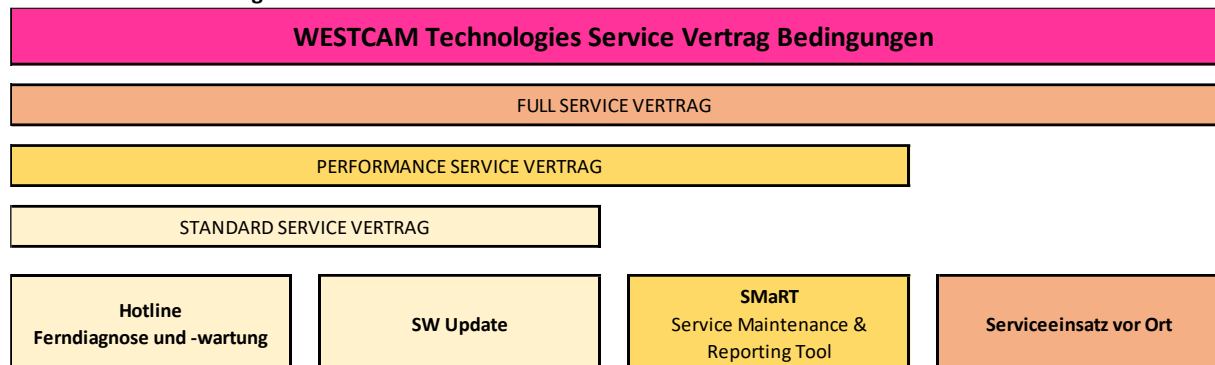 WESTCAM Technologies Service Vertrag Bedingungen
FULL SERVICE VERTRAG
PERFORMANCE SERVICE VERTRAG
STANDARD SERVICE VERTRAG
Hotline
Ferndiagnose und -wartung
SW Update
SMaRT
Service Maintenance &
Reporting Tool
Serviceeinsatz vor Ort